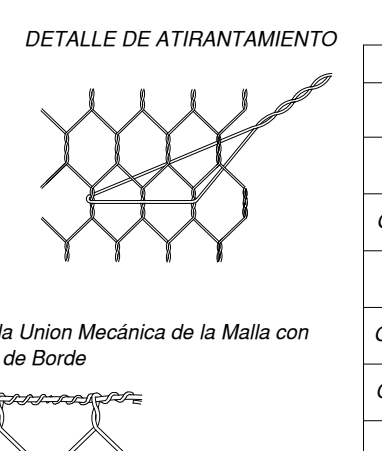 DETALLE DE ATIRANTAMIENTO
la Union Mecánica de la Malla con
de Borde